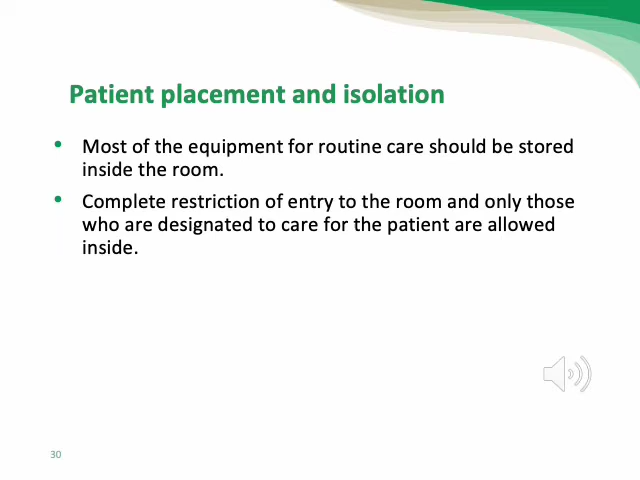 Patient placement and isolation
• Most of the equipment for routine care should be stored
inside the room.
• Complete restriction of entry to the room and only those
who are designated to care for the patient are allowed
inside.
30